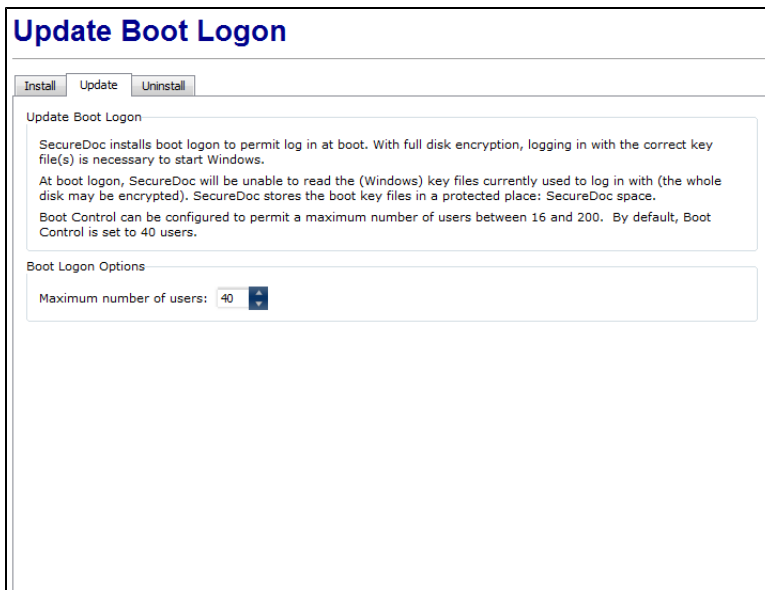 Update Boot Logon
Install Update Uninstall
Update Boot Logon
SecureDoc installs boot logon to permit log in at boot. With full disk encryption, logging in with the correct key
file(s) is necessary to start Windows.
At boot logon, SecureDoc will be unable to read the (Windows) key files currently used to log in with (the whole
disk may be encrypted). SecureDoc stores the boot key files in a protected place: SecureDoc space.
Boot Control can be configured to permit a maximum number of users between 16 and 200. By default, Boot
Control is set to 40 users.
Boot Logon Options
Maximum number of users: 40